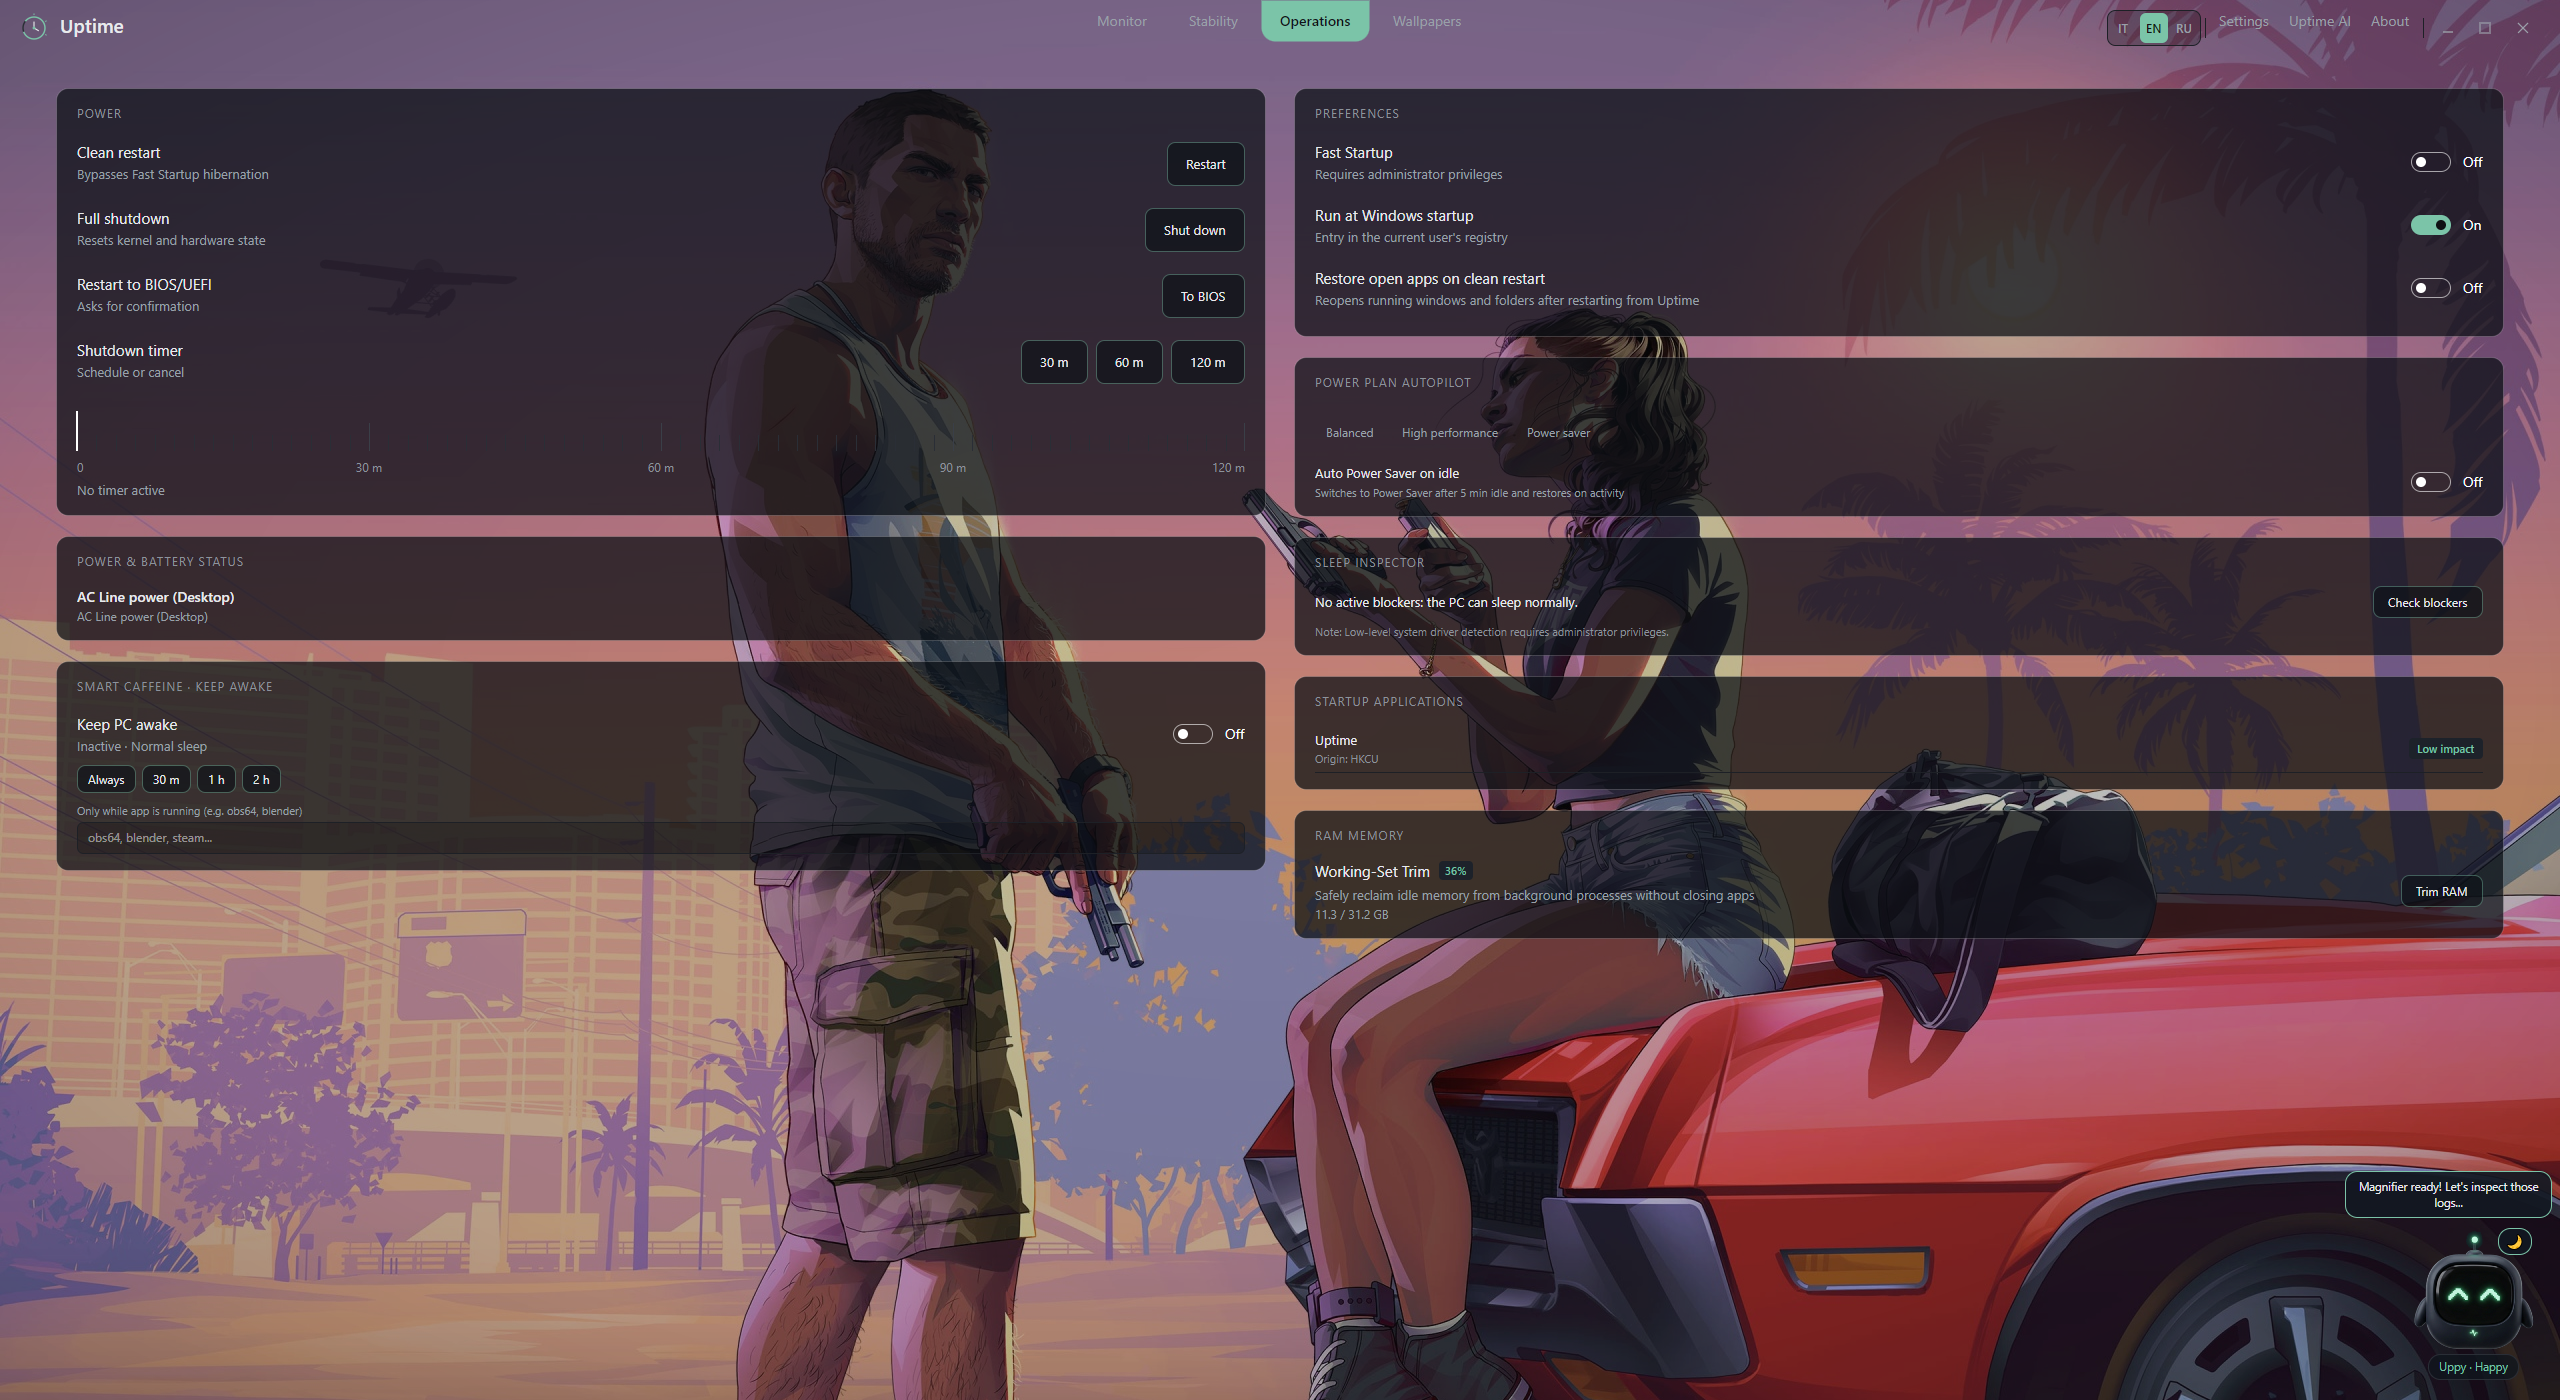 Uptime
Monitor
Stability
Operations
Wallpapers
IT
EN
RU
Settings
Uptime AI
About
POWER
Clean restart
Bypasses Fast Startup hibernation
Restart
Full shutdown
Resets kernel and hardware state
Shut down
Restart to BIOS/UEFI
Asks for confirmation
To BIOS
Shutdown timer
Schedule or cancel
30 m
60 m
120 m
0
30 m
60 m
90 m
120 m
No timer active
POWER & BATTERY STATUS
AC Line power (Desktop)
AC Line power (Desktop)
SMART CAFFEINE · KEEP AWAKE
Keep PC awake
Inactive · Normal sleep
Off
Always
30 m
1 h
2 h
Only while app is running (e.g. obs64, blender)
obs64, blender, steam...
PREFERENCES
Fast Startup
Requires administrator privileges
Off
Run at Windows startup
Entry in the current user's registry
On
Restore open apps on clean restart
Reopens running windows and folders after restarting from Uptime
Off
POWER PLAN AUTOPILOT
Balanced
High performance
Power saver
Auto Power Saver on idle
Switches to Power Saver after 5 min idle and restores on activity
Off
SLEEP INSPECTOR
No active blockers: the PC can sleep normally.
Check blockers
Note: Low-level system driver detection requires administrator privileges.
STARTUP APPLICATIONS
Uptime
Origin: HKCU
Low impact
RAM MEMORY
Working-Set Trim
36%
Safely reclaim idle memory from background processes without closing apps
11.3 / 31.2 GB
Trim RAM
Magnifier ready! Let's inspect those
logs...
Uppy · Happy